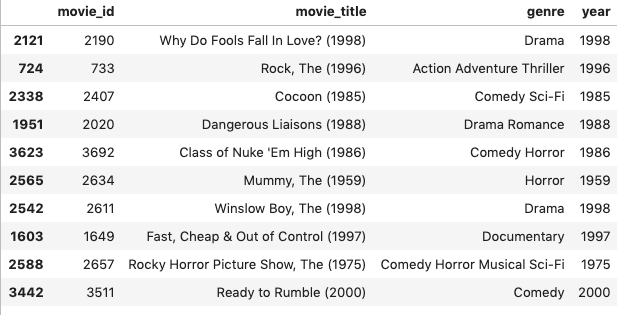 movie_id movie_title genre year
2121 2190 Why Do Fools Fall In Love? (1998) Drama 1998
724 733 Rock, The (1996) Action Adventure Thriller 1996
2338 2407 Cocoon (1985) Comedy Sci-Fi 1985
1951 2020 Dangerous Liaisons (1988) Drama Romance 1988
3623 3692 Class of Nuke 'Em High (1986) Comedy Horror 1986
2565 2634 Mummy, The (1959) Horror 1959
2542 2611 Winslow Boy, The (1998) Drama 1998
1603 1649 Fast, Cheap & Out of Control (1997) Documentary 1997
2588 2657 Rocky Horror Picture Show, The (1975) Comedy Horror Musical Sci-Fi 1975
3442 3511 Ready to Rumble (2000) Comedy 2000